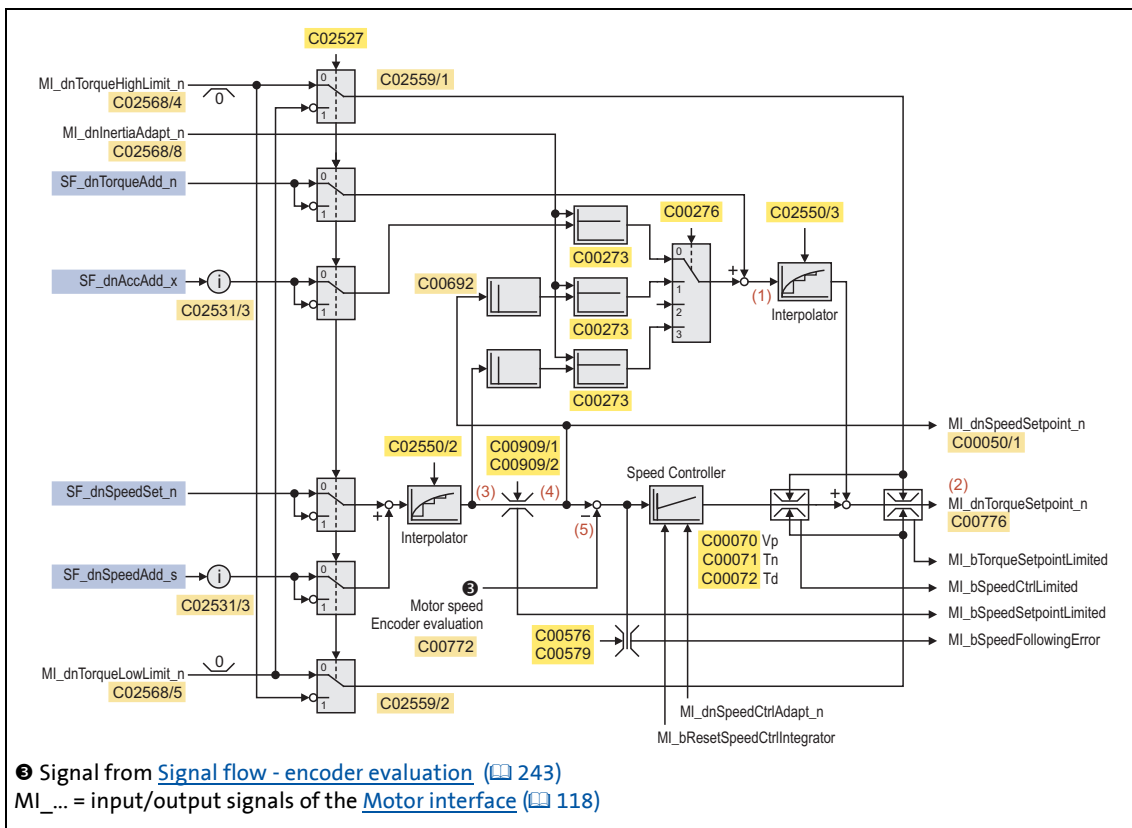 C02527
MI_dnTorqueHighLimit_n
C02568/4
0
0
1
C02559/1
MI_dnInertiaAdapt_n
C02568/8
SF_dnTorqueAdd_n
0
1
C00276
C02550/3
C00273
0
1
2
3
+
(1)
Interpolator
SF_dnAccAdd_x
i
C02531/3
0
1
C00692
C00273
C00273
MI_dnSpeedSetpoint_n
C00050/1
C02550/2
C00909/1
C00909/2
Speed Controller
SF_dnSpeedSet_n
0
1
+
Interpolator
(3)
(4)
–
(5)
+
(2)
MI_dnTorqueSetpoint_n
C00776
C00070 Vp
C00071 Tn
C00072 Td
MI_bTorqueSetpointLimited
SF_dnSpeedAdd_s
i
C02531/3
0
1
❸
Motor speed
Encoder evaluation
C00772
MI_bSpeedCtrlLimited
MI_bSpeedSetpointLimited
C00576
C00579
MI_bSpeedFollowingError
MI_dnTorqueLowLimit_n
C02568/5
0
0
1
C02559/2
MI_dnSpeedCtrlAdapt_n
MI_bResetSpeedCtrlIntegrator
❸ Signal from Signal flow - encoder evaluation (🕮 243)
MI_... = input/output signals of the Motor interface (🕮 118)